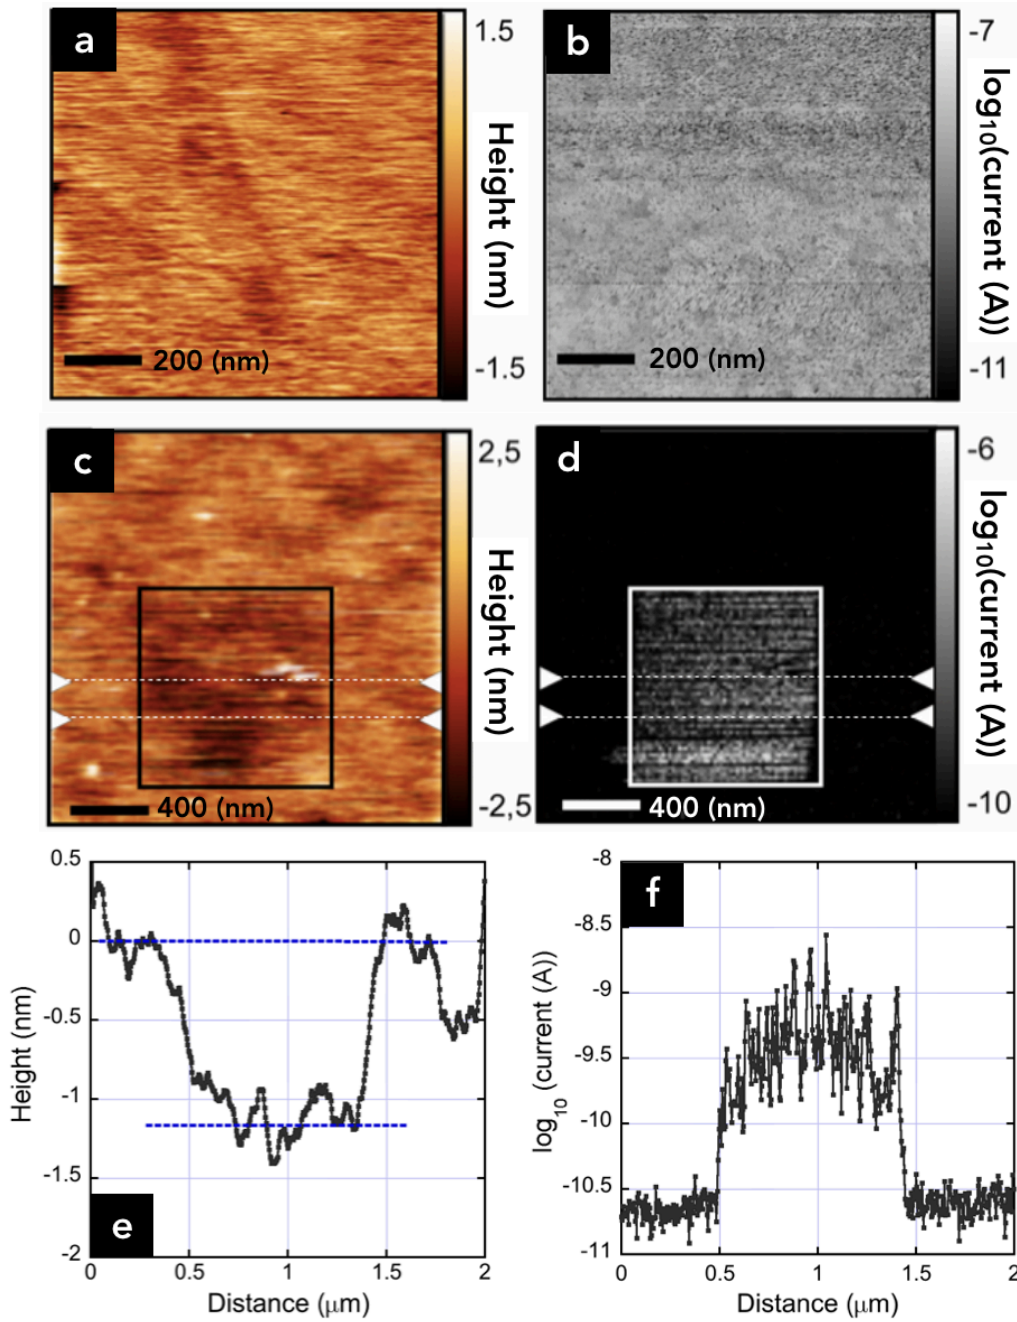 a
1.5
Height (nm)
-1.5
200 (nm)
b
-7
log10(current (A))
-11
200 (nm)
c
2,5
Height (nm)
-2,5
400 (nm)
d
-6
log10(current (A))
-10
400 (nm)
0.5
0
-0.5
-1
-1.5
-2
Height (nm)
e
0 0.5 1 1.5 2
Distance (μm)
f
-8
-8.5
-9
-9.5
-10
-10.5
-11
log10 (current (A))
0 0.5 1 1.5 2
Distance (μm)